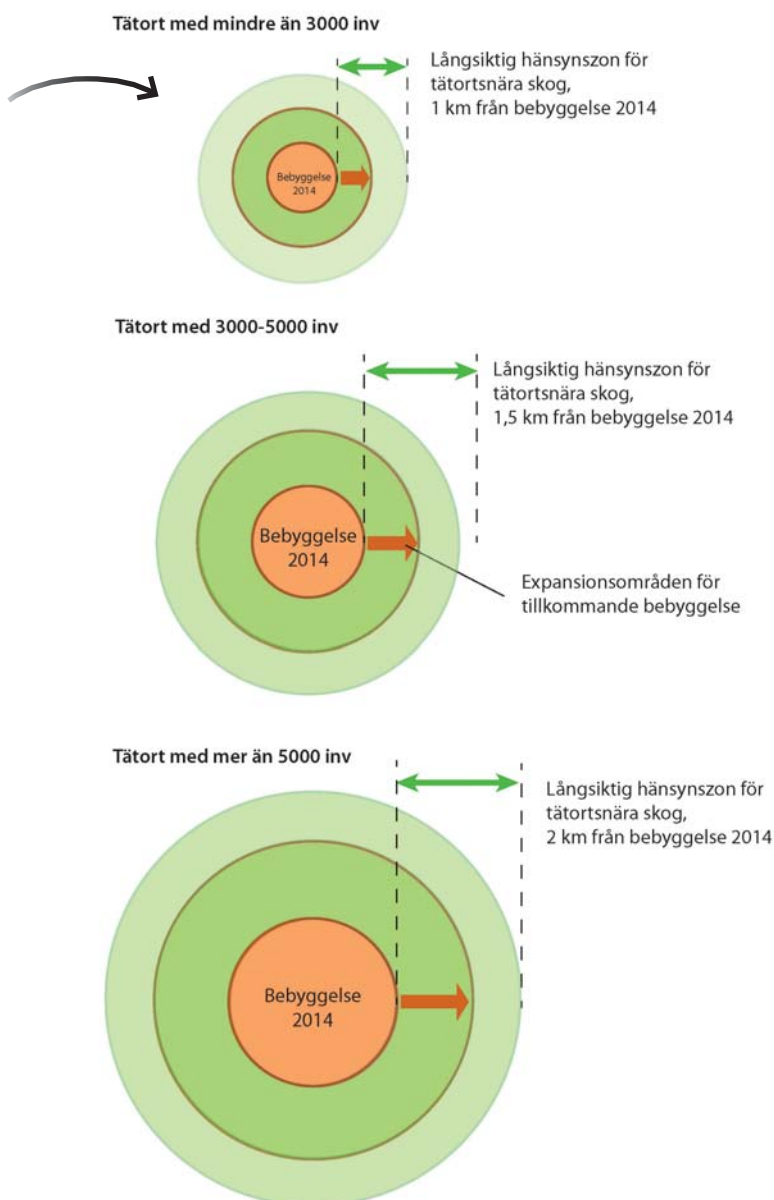 Tätort med mindre än 3000 inv
Långsiktig hänsynszon för
tätortsnära skog,
1 km från bebyggelse 2014
Bebyggelse
2014
Tätort med 3000-5000 inv
Långsiktig hänsynszon för
tätortsnära skog,
1,5 km från bebyggelse 2014
Bebyggelse
2014
Expansionsområden för
tillkommande bebyggelse
Tätort med mer än 5000 inv
Långsiktig hänsynszon för
tätortsnära skog,
2 km från bebyggelse 2014
Bebyggelse
2014